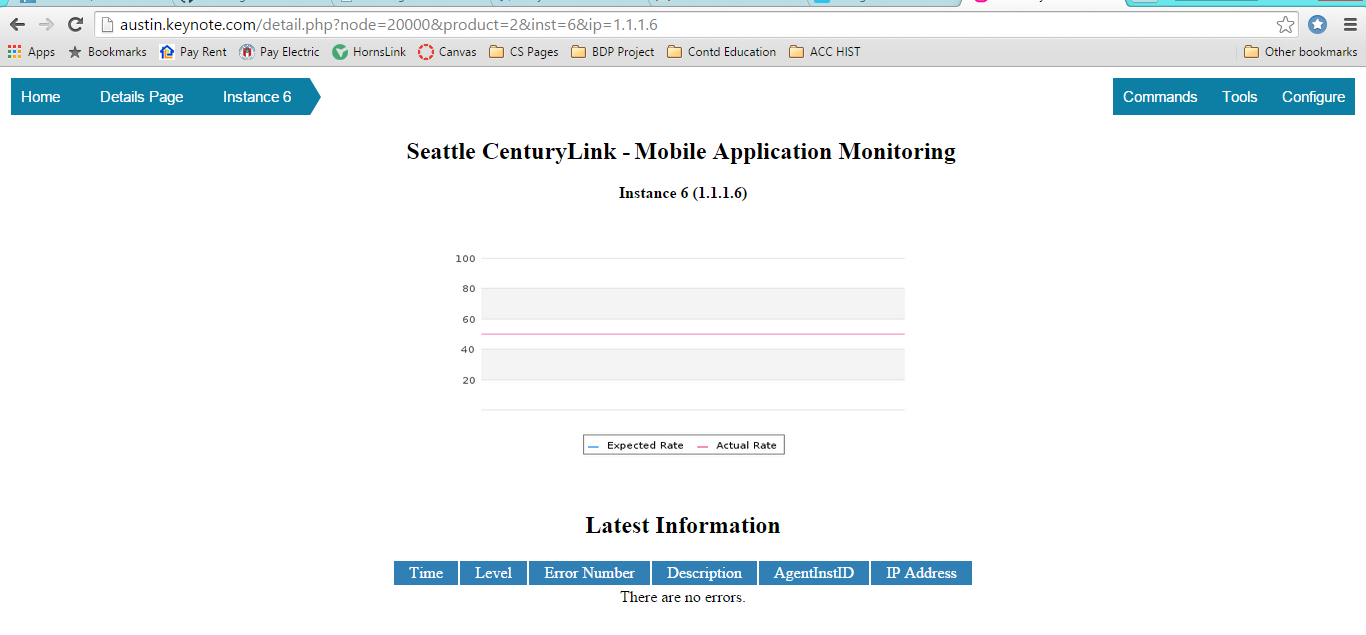 austin.keynote.com/detail.php?node=20000&product=2&inst=6&ip=1.1.1.6
Apps Bookmarks Pay Rent Pay Electric HornsLink Canvas CS Pages BDP Project Contd Education ACC HIST Other bookmarks
Home Details Page Instance 6 Commands Tools Configure
Seattle CenturyLink - Mobile Application Monitoring
Instance 6 (1.1.1.6)
100
80
60
40
20
Expected Rate Actual Rate
Latest Information
Time Level Error Number Description AgentInstID IP Address
There are no errors.